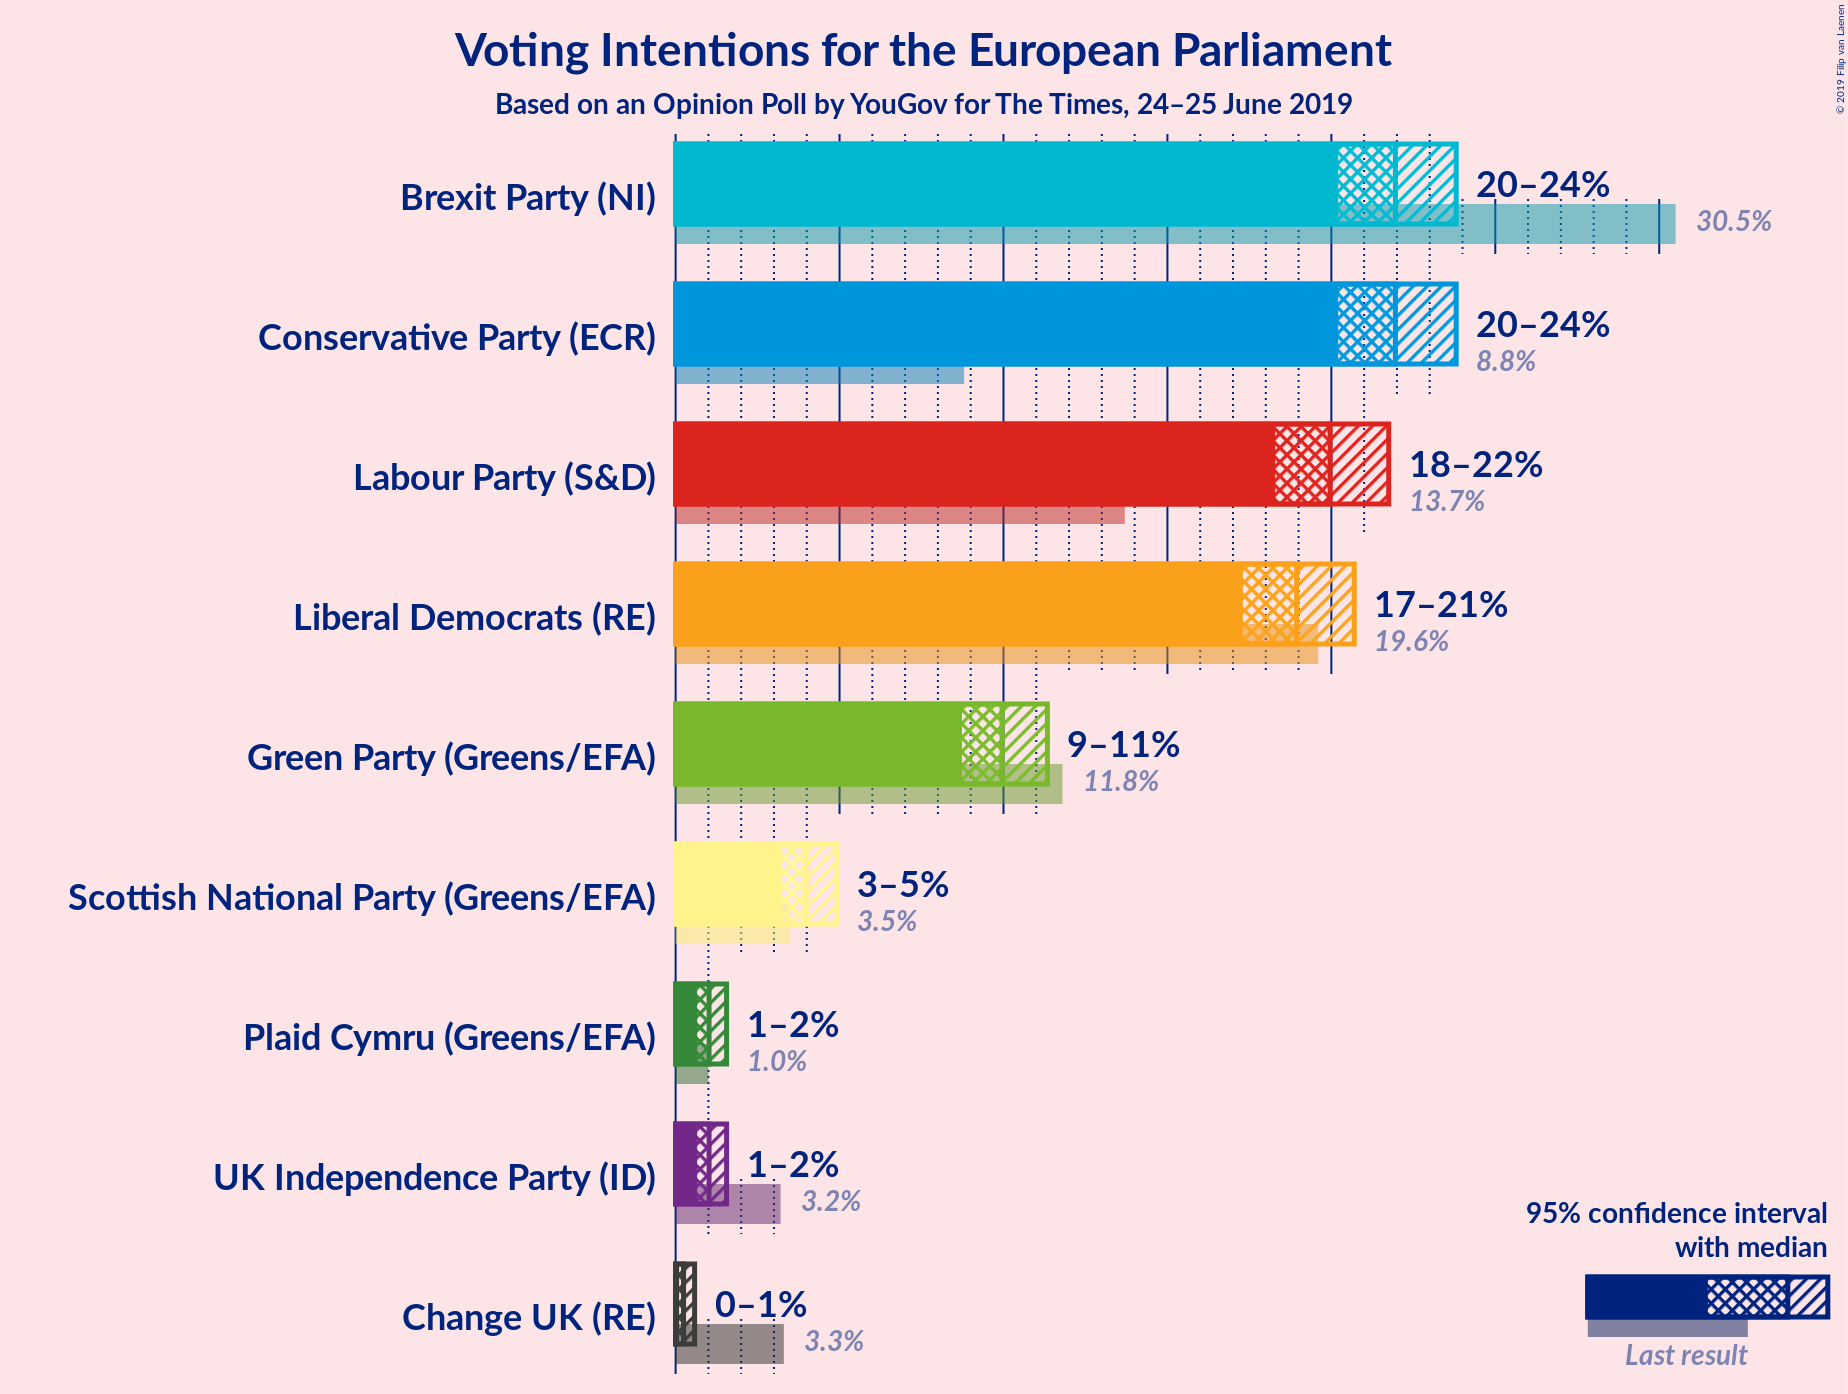 Voting Intentions for the European Parliament
Based on an Opinion Poll by YouGov for The Times, 24–25 June 2019
© 2019 Filip van Laenen
Brexit Party (NI)
20–24%
30.5%
Conservative Party (ECR)
20–24%
8.8%
Labour Party (S&D)
18–22%
13.7%
Liberal Democrats (RE)
17–21%
19.6%
Green Party (Greens/EFA)
9–11%
11.8%
Scottish National Party (Greens/EFA)
3–5%
3.5%
Plaid Cymru (Greens/EFA)
1–2%
1.0%
UK Independence Party (ID)
1–2%
3.2%
Change UK (RE)
0–1%
3.3%
95% confidence interval
with median
Last result